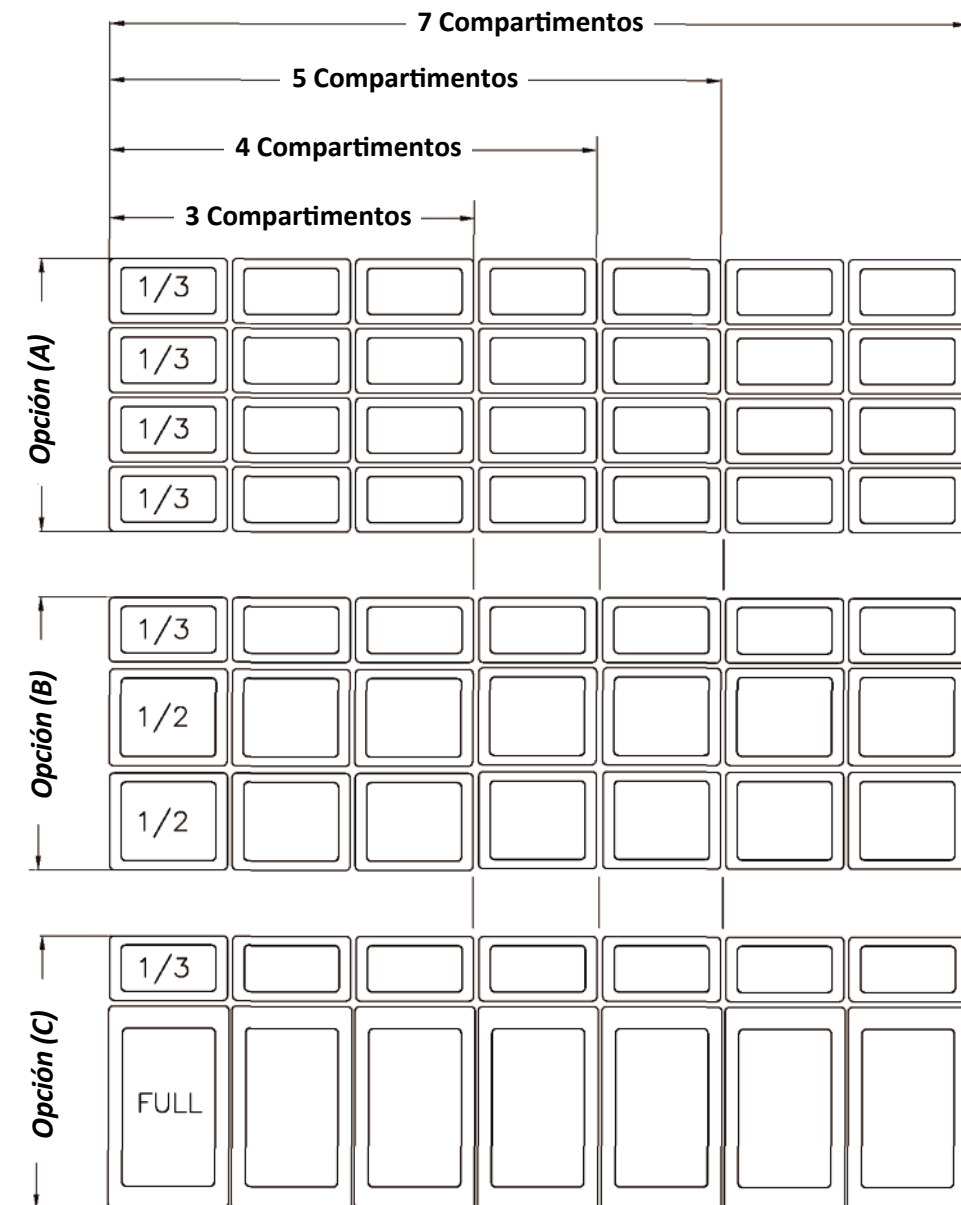 7 Compartimentos
5 Compartimentos
4 Compartimentos
3 Compartimentos
Opción (A)
1/3
1/3
1/3
1/3
Opción (B)
1/3
1/2
1/2
Opción (C)
1/3
FULL